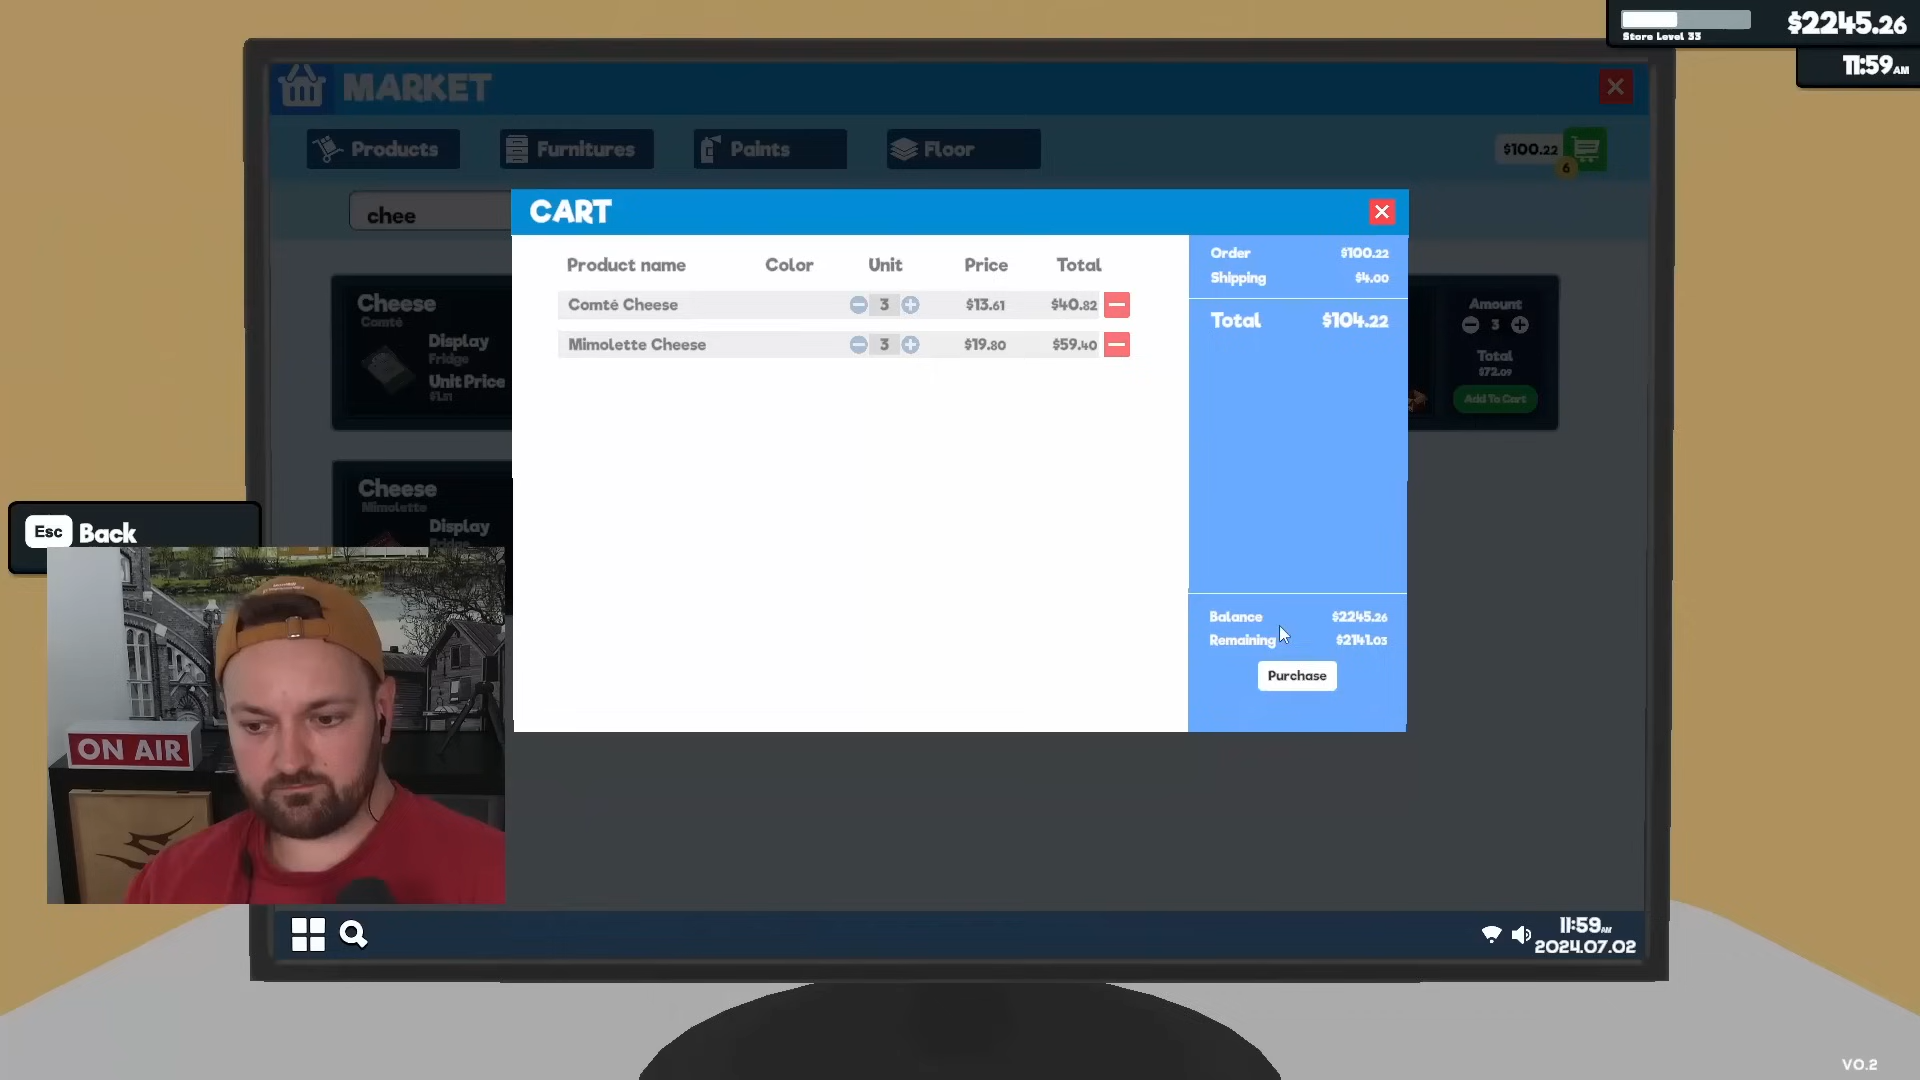 $2245.26
Store Level 33
11:59AM
MARKET
Products
Furnitures
Paints
Floor
$100.22
6
chee
CART
Product name Color Unit Price Total
Comté Cheese 3 $13.61 $40.82
Mimolette Cheese 3 $19.80 $59.40
Order $100.22
Shipping $4.00
Total $104.22
Balance $2245.26
Remaining $2141.03
Purchase
Cheese
Comté
Display
Fridge
Unit Price
Amount
3
Total
$72.09
Add To Cart
Cheese
Mimolette
Display
Fridge
Esc Back
ON AIR
11:59AM
2024.07.02
V0.2